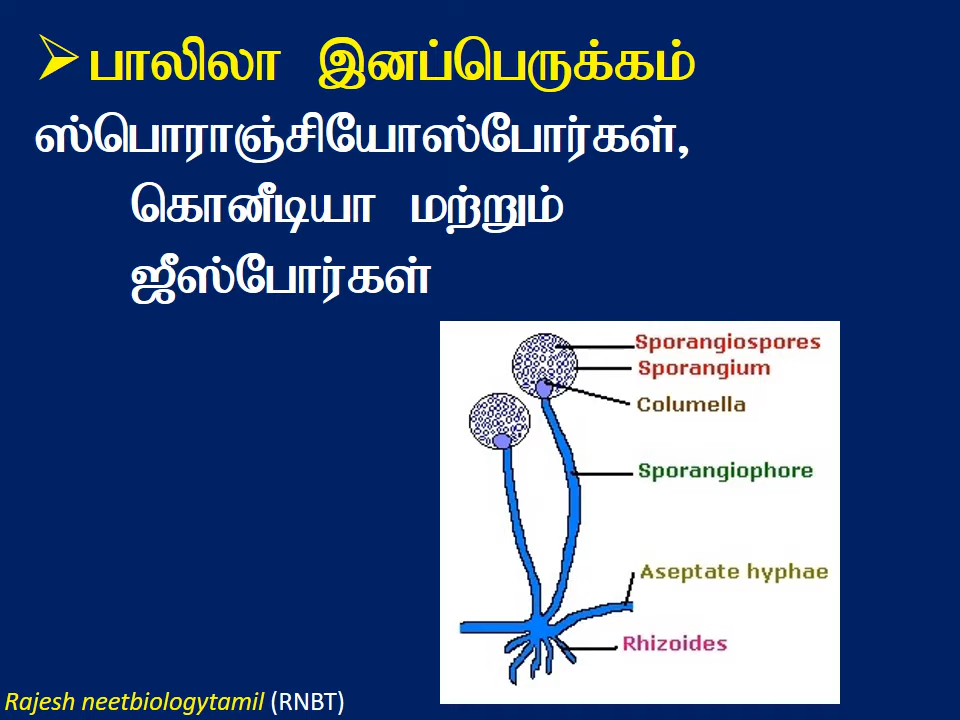 பாலிலா இனப்பெருக்கம்
ஸ்பொராஞ்சியோஸ்போர்கள்,
கொனீடியா மற்றும்
ஜீஸ்போர்கள்
Sporangiospores
Sporangium
Columella
Sporangiophore
Aseptate hyphae
Rhizoides
Rajesh neetbiologytamil (RNBT)